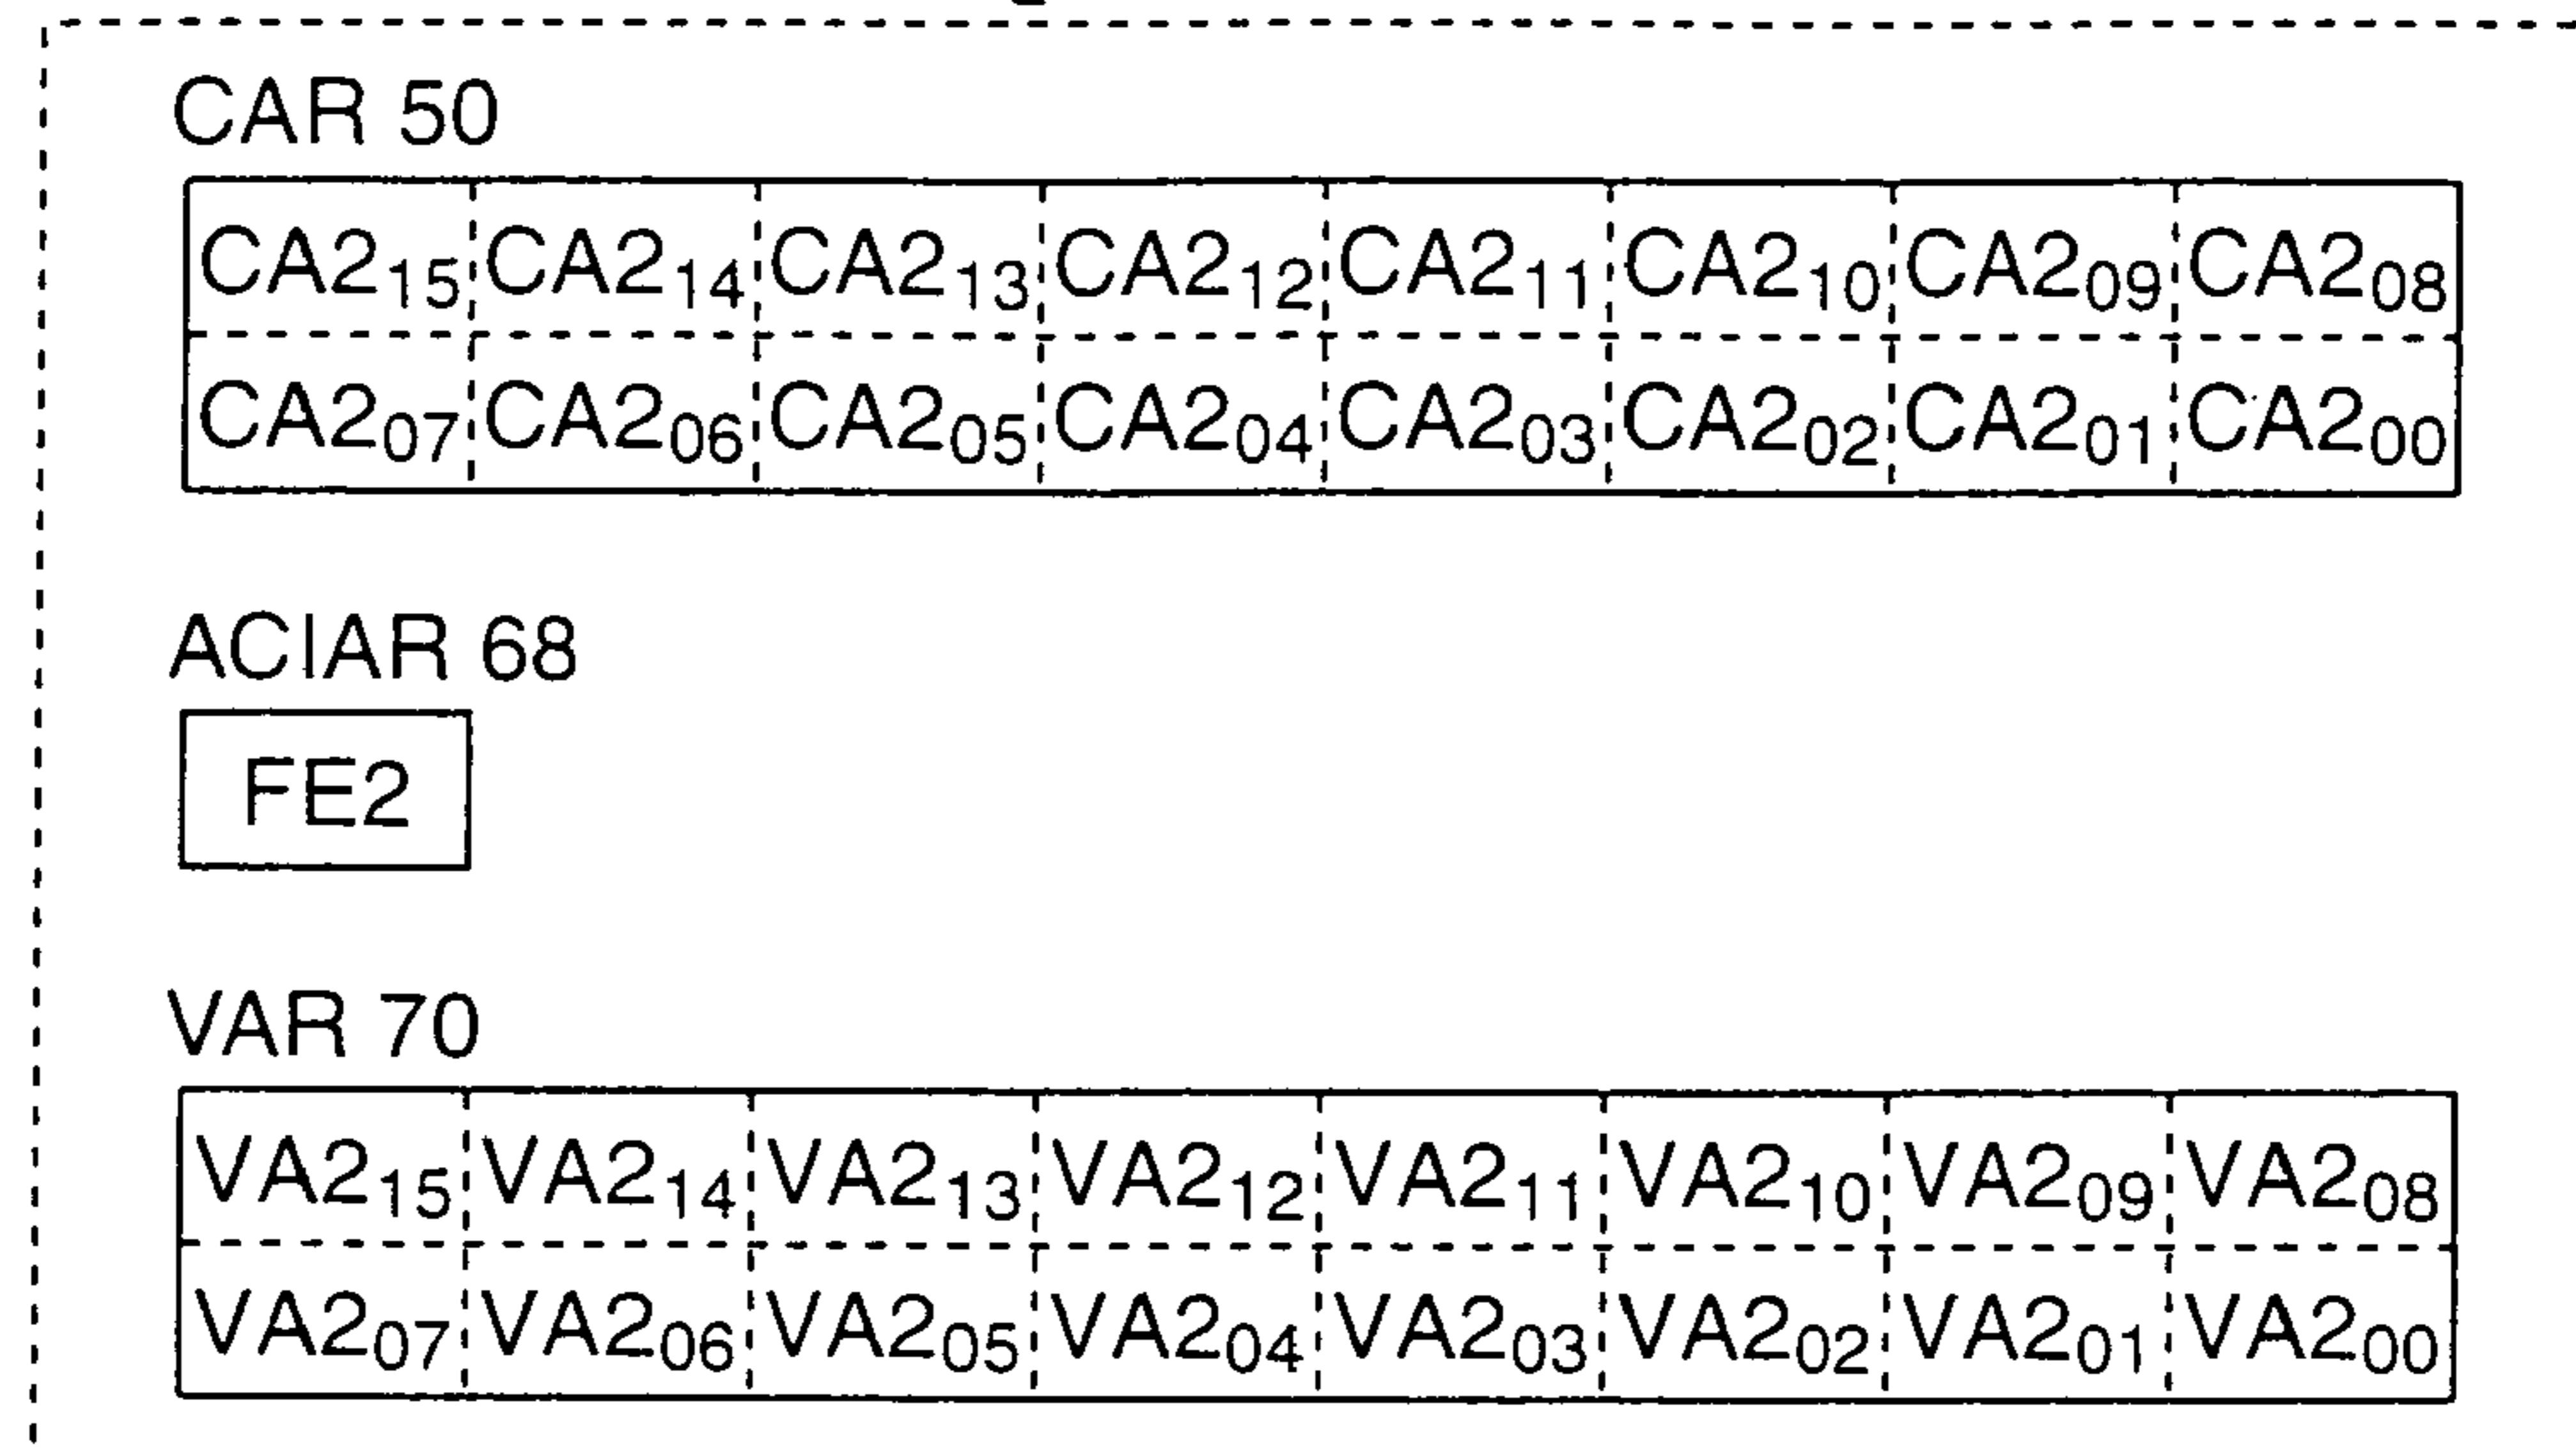 CAR 50
CA2₁₅ CA2₁₄ CA2₁₃ CA2₁₂ CA2₁₁ CA2₁₀ CA2₀₉ CA2₀₈
CA2₀₇ CA2₀₆ CA2₀₅ CA2₀₄ CA2₀₃ CA2₀₂ CA2₀₁ CA2₀₀
ACIAR 68
FE2
VAR 70
VA2₁₅ VA2₁₄ VA2₁₃ VA2₁₂ VA2₁₁ VA2₁₀ VA2₀₉ VA2₀₈
VA2₀₇ VA2₀₆ VA2₀₅ VA2₀₄ VA2₀₃ VA2₀₂ VA2₀₁ VA2₀₀